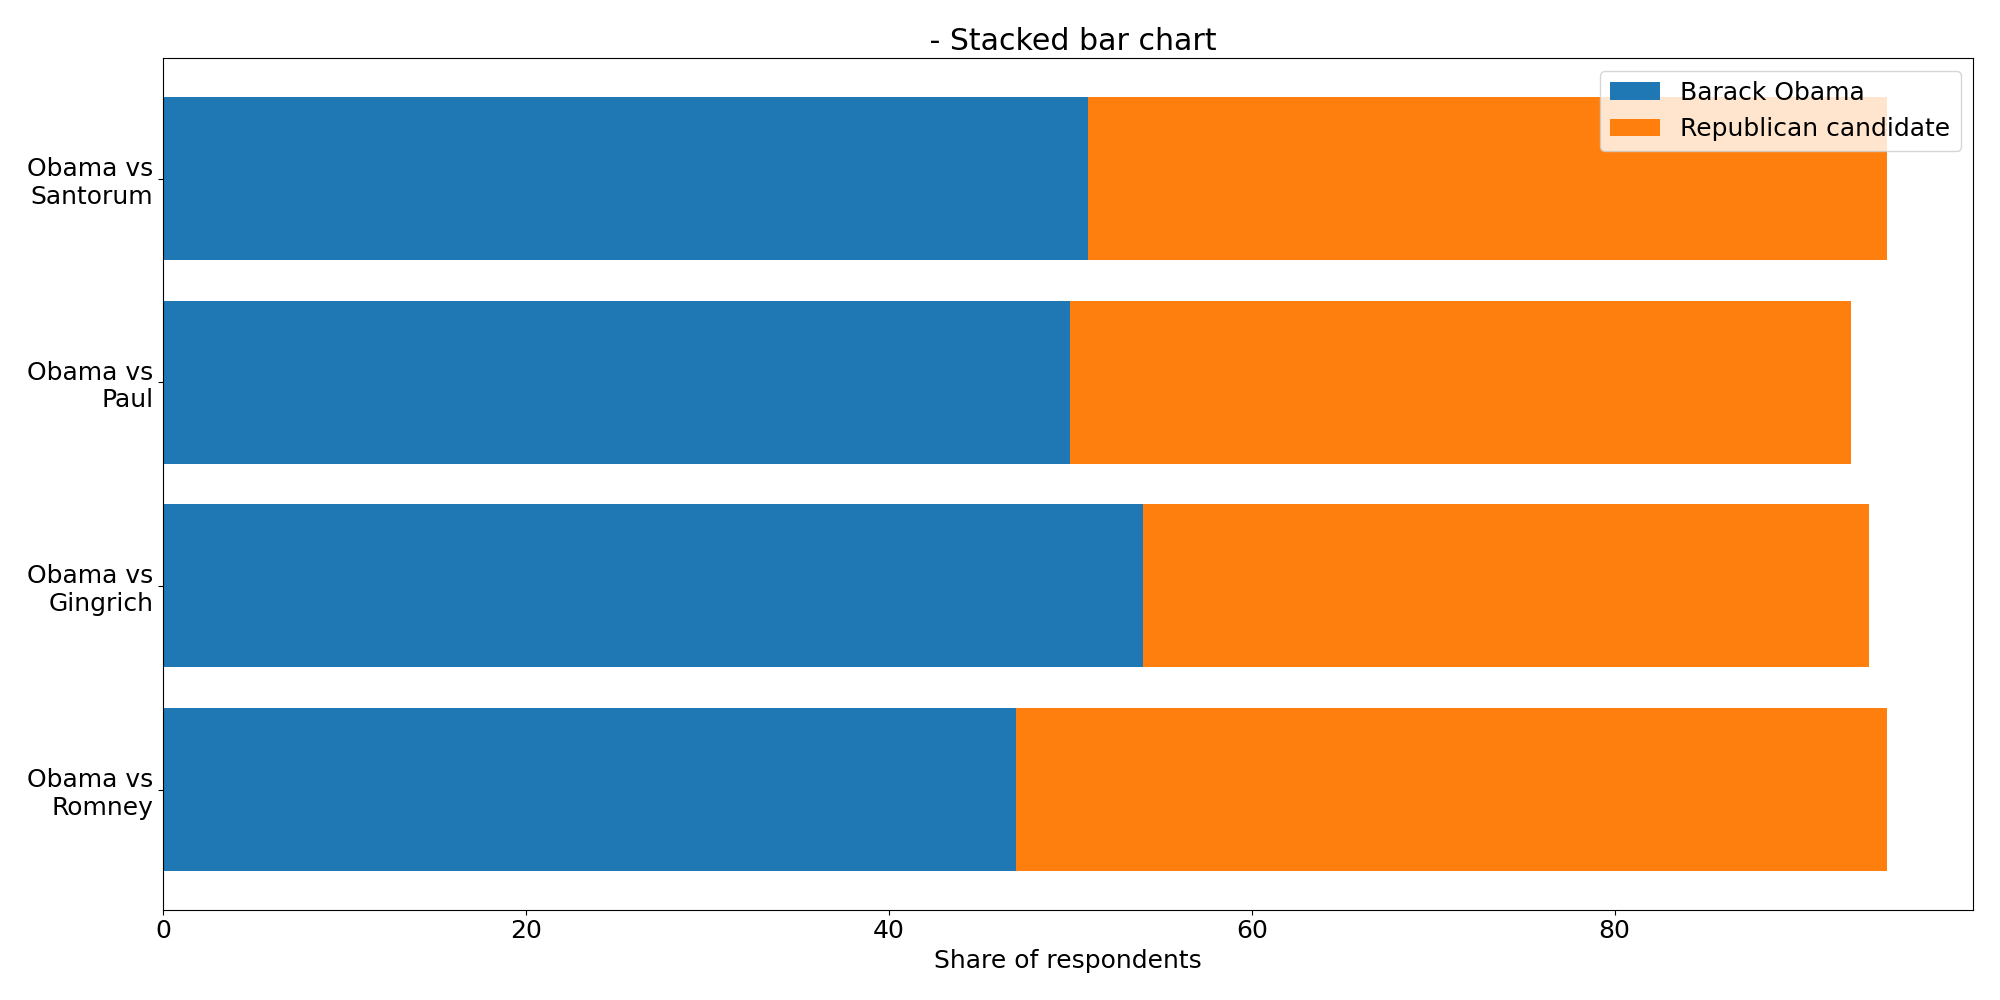 - Stacked bar chart
Barack Obama
Republican candidate
Obama vs
Santorum
Obama vs
Paul
Obama vs
Gingrich
Obama vs
Romney
0 20 40 60 80
Share of respondents